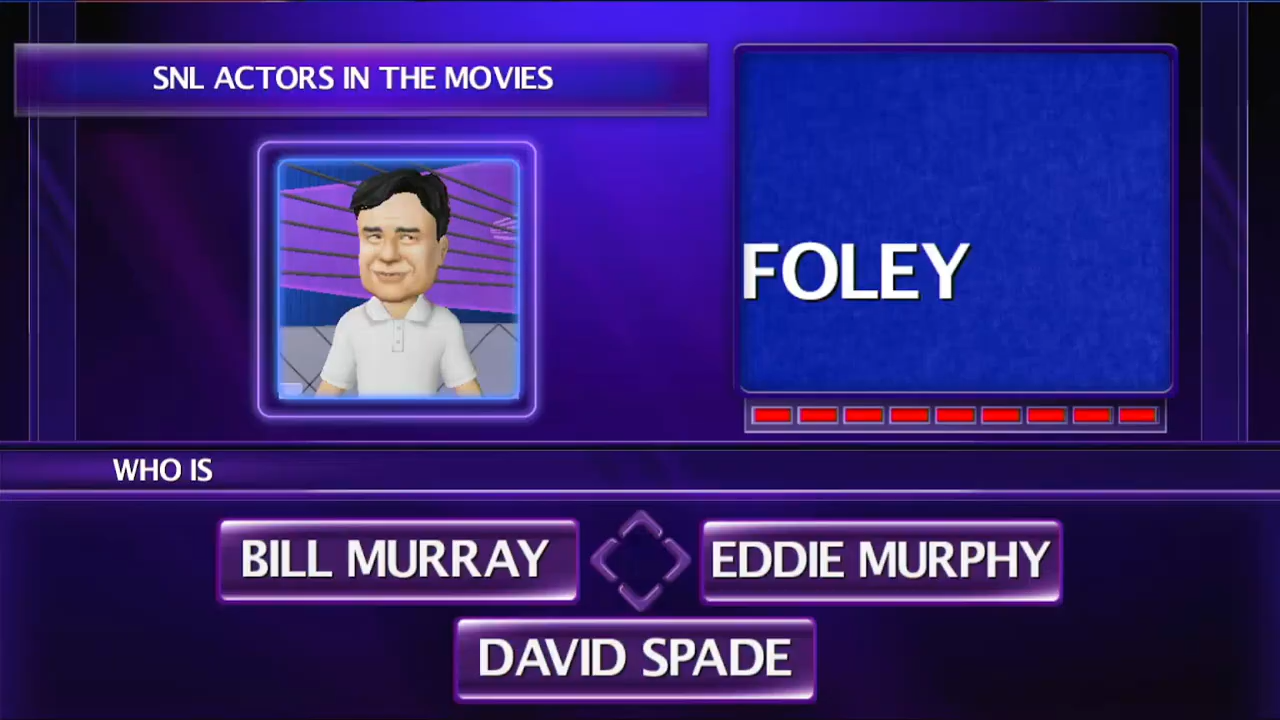 SNL ACTORS IN THE MOVIES
FOLEY
WHO IS
BILL MURRAY
EDDIE MURPHY
DAVID SPADE